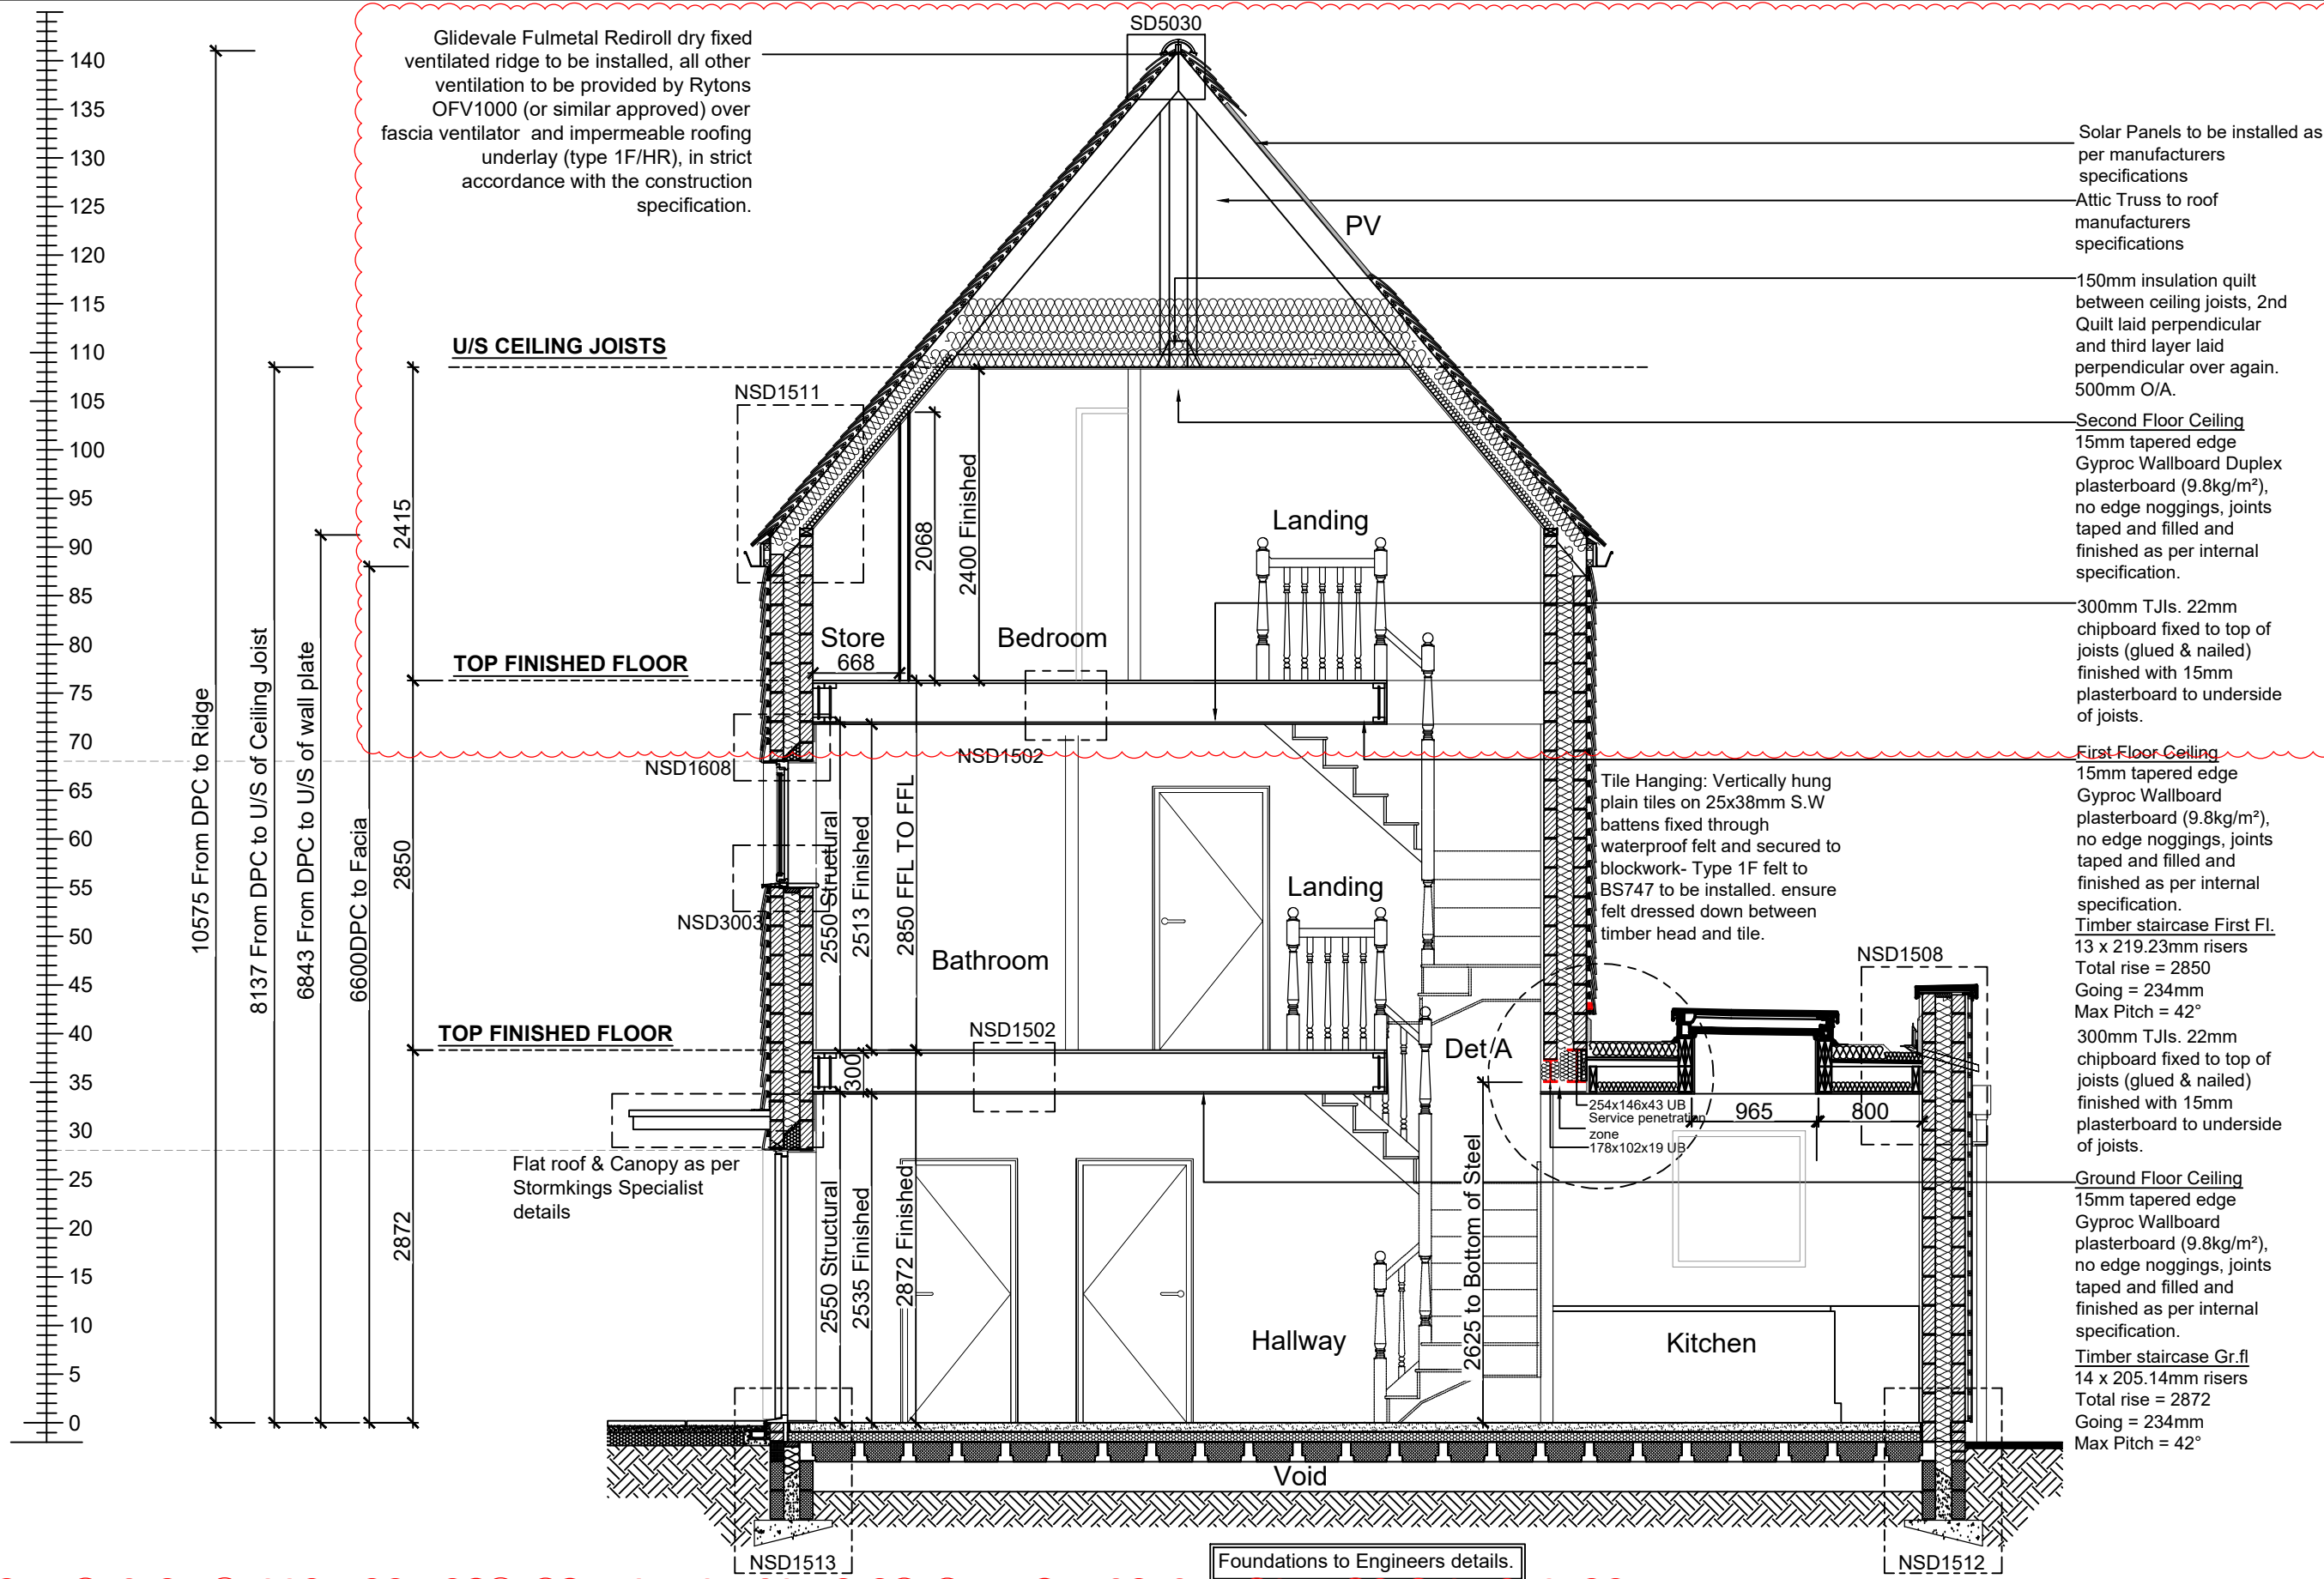 SD5030
Glidevale Fulmetal Rediroll dry fixed
ventilated ridge to be installed, all other
ventilation to be provided by Rytons
OFV1000 (or similar approved) over
fascia ventilator and impermeable roofing
underlay (type 1F/HR), in strict
accordance with the construction
specification.
140
135
130
125
120
115
110
105
100
95
90
85
80
75
70
65
60
55
50
45
40
35
30
25
20
15
10
5
0
10575 From DPC to Ridge
8137 From DPC to U/S of Ceiling Joist
6843 From DPC to U/S of wall plate
6600DPC to Facia
2415
2850
2872
U/S CEILING JOISTS
TOP FINISHED FLOOR
TOP FINISHED FLOOR
NSD1511
NSD1608
NSD3003
NSD1502
NSD1502
NSD1508
NSD1513
NSD1512
PV
2068
2400 Finished
Landing
Store
668
Bedroom
2550 Structural
2513 Finished
2850 FFL TO FFL
Landing
Bathroom
300
Det A
Tile Hanging: Vertically hung
plain tiles on 25x38mm S.W
battens fixed through
waterproof felt and secured to
blockwork- Type 1F felt to
BS747 to be installed. ensure
felt dressed down between
timber head and tile.
254x146x43 UB
Service penetration
zone
178x102x19 UB
965
800
Flat roof & Canopy as per
Stormkings Specialist
details
2550 Structural
2535 Finished
2872 Finished
2625 to Bottom of Steel
Hallway
Kitchen
Void
Foundations to Engineers details.
Solar Panels to be installed as
per manufacturers
specifications
Attic Truss to roof
manufacturers
specifications
150mm insulation quilt
between ceiling joists, 2nd
Quilt laid perpendicular
and third layer laid
perpendicular over again.
500mm O/A.
Second Floor Ceiling
15mm tapered edge
Gyproc Wallboard Duplex
plasterboard (9.8kg/m²),
no edge noggings, joints
taped and filled and
finished as per internal
specification.
300mm TJIs. 22mm
chipboard fixed to top of
joists (glued & nailed)
finished with 15mm
plasterboard to underside
of joists.
First Floor Ceiling
15mm tapered edge
Gyproc Wallboard
plasterboard (9.8kg/m²),
no edge noggings, joints
taped and filled and
finished as per internal
specification.
Timber staircase First Fl.
13 x 219.23mm risers
Total rise = 2850
Going = 234mm
Max Pitch = 42°
300mm TJIs. 22mm
chipboard fixed to top of
joists (glued & nailed)
finished with 15mm
plasterboard to underside
of joists.
Ground Floor Ceiling
15mm tapered edge
Gyproc Wallboard
plasterboard (9.8kg/m²),
no edge noggings, joints
taped and filled and
finished as per internal
specification.
Timber staircase Gr.fl
14 x 205.14mm risers
Total rise = 2872
Going = 234mm
Max Pitch = 42°